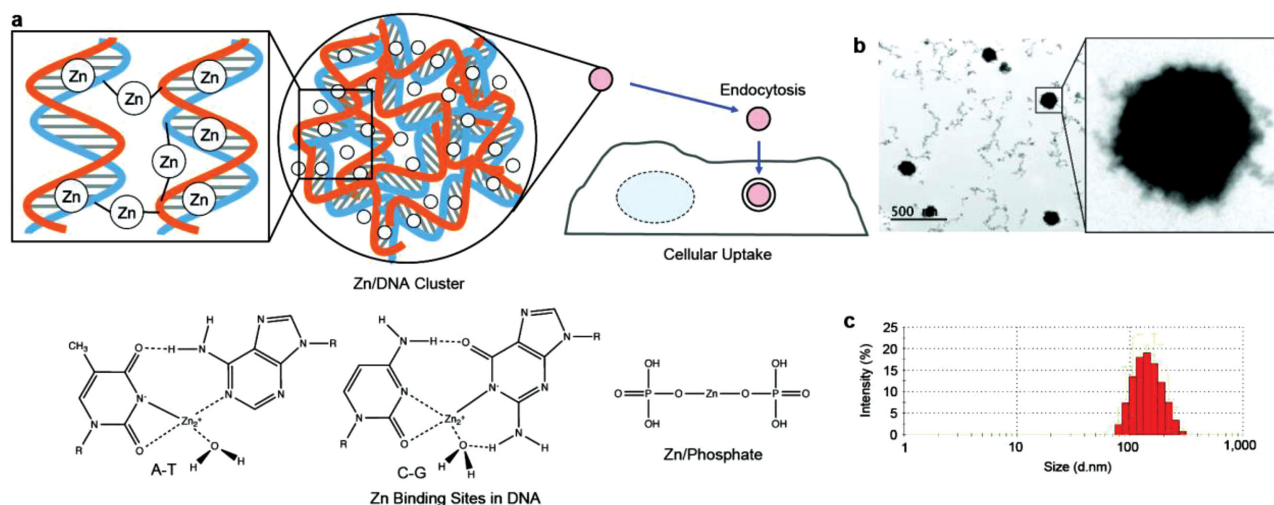 a
Zn
Zn
Zn
Zn
Zn
Zn
Zn
Zn
Zn/DNA Cluster
Endocytosis
Cellular Uptake
b
500 nm
CH3
O
H
H
N
N
N
R
N-
Zn2+
N
N
R
O
O
H
H
A-T
H
N
H
O
N
N
R
N
N-
N
R
N
O
Zn2+
N
H
O
H
H
H
C-G
Zn Binding Sites in DNA
OH
OH
O
P
O
Zn
O
P
O
OH
OH
Zn/Phosphate
c
25
20
15
10
5
0
Intensity (%)
1
10
100
1,000
Size (d.nm)